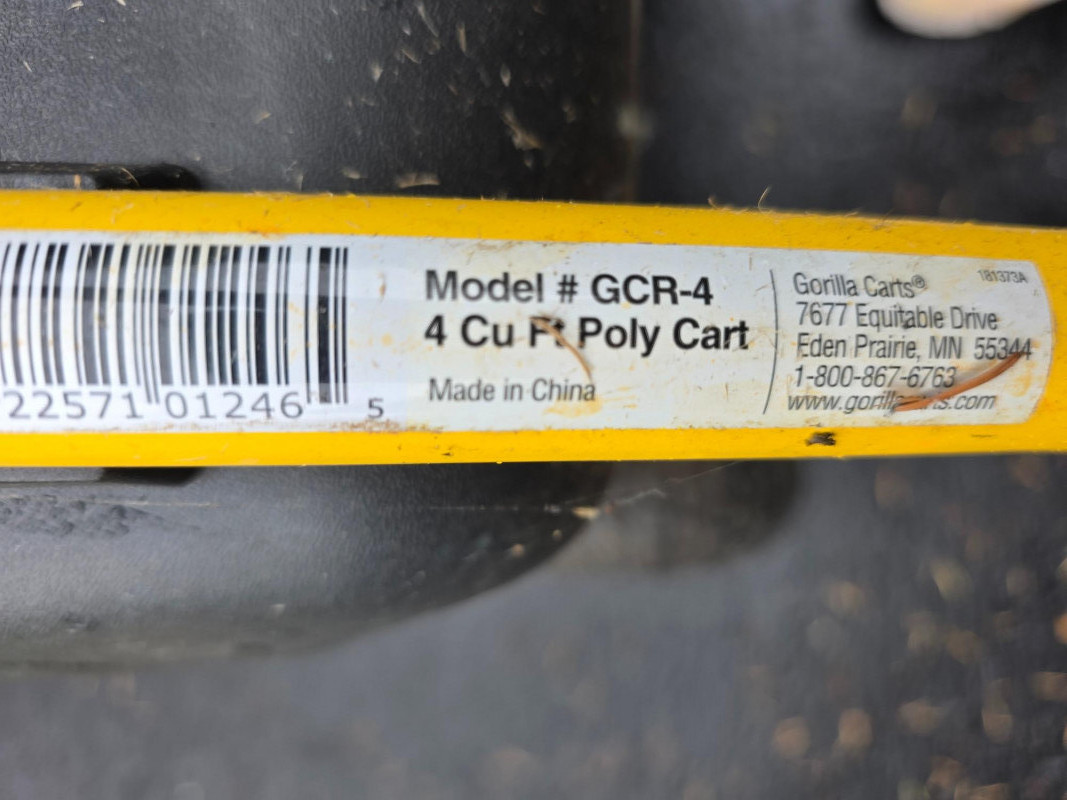 22571 01246 5
Model # GCR-4
4 Cu Ft Poly Cart
Made in China
181373A
Gorilla Carts®
7677 Equitable Drive
Eden Prairie, MN 55344
1-800-867-6763